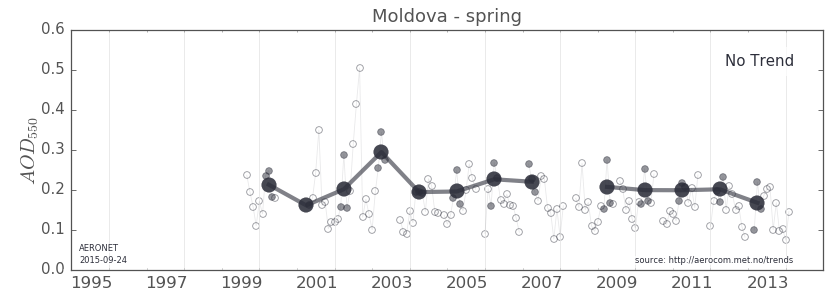 Moldova - spring
No Trend
0.6
0.5
0.4
0.3
0.2
0.1
0.0
AOD550
AERONET
2015-09-24
source: http://aerocom.met.no/trends
1995 1997 1999 2001 2003 2005 2007 2009 2011 2013